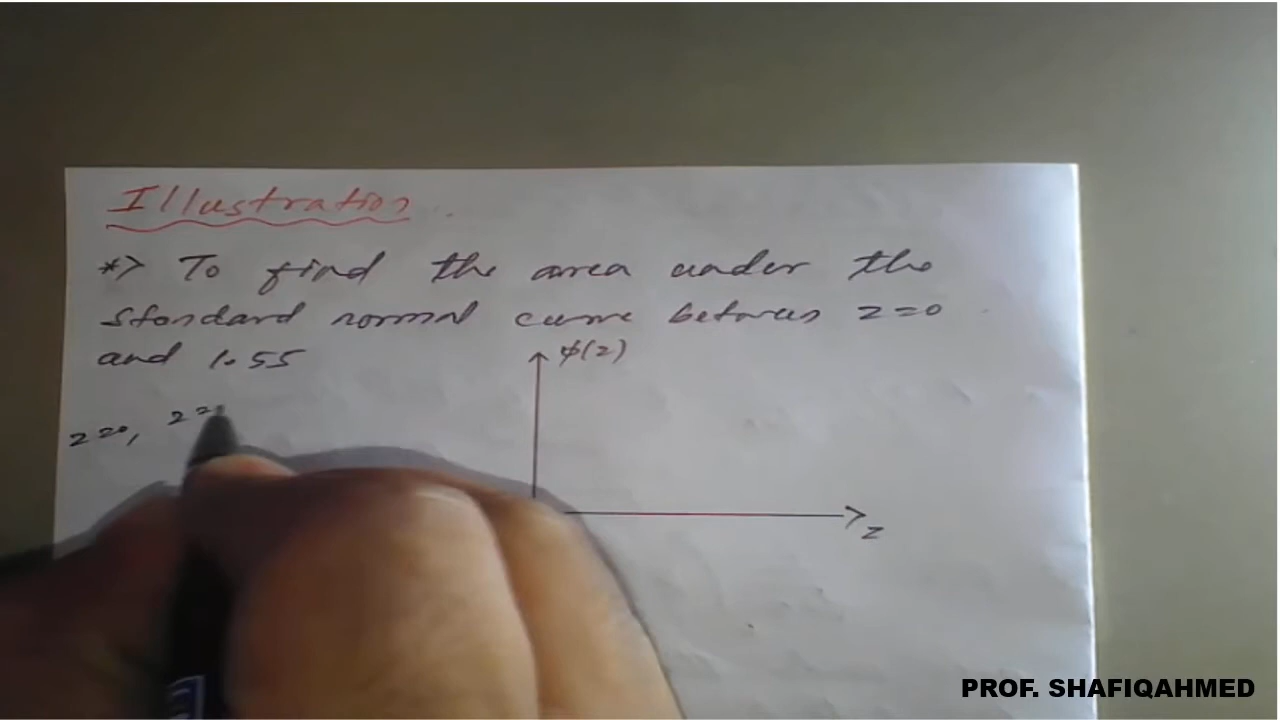 Illustration
*> To find the area under the
standard normal curve between z=0
and 1.55
φ(z)
z=0, z=
z
PROF. SHAFIQAHMED